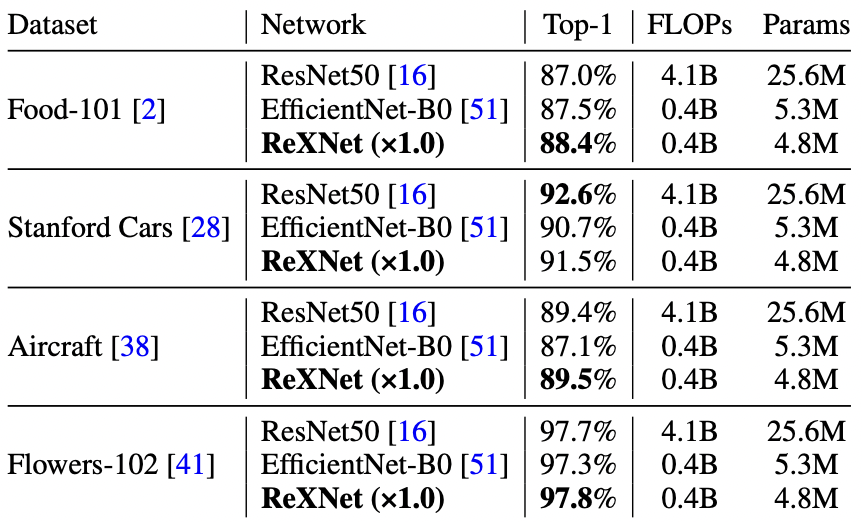 Dataset Network Top-1 FLOPs Params
ResNet50 [16] 87.0% 4.1B 25.6M
Food-101 [2] EfficientNet-B0 [51] 87.5% 0.4B 5.3M
ReXNet (×1.0) 88.4% 0.4B 4.8M
ResNet50 [16] 92.6% 4.1B 25.6M
Stanford Cars [28] EfficientNet-B0 [51] 90.7% 0.4B 5.3M
ReXNet (×1.0) 91.5% 0.4B 4.8M
ResNet50 [16] 89.4% 4.1B 25.6M
Aircraft [38] EfficientNet-B0 [51] 87.1% 0.4B 5.3M
ReXNet (×1.0) 89.5% 0.4B 4.8M
ResNet50 [16] 97.7% 4.1B 25.6M
Flowers-102 [41] EfficientNet-B0 [51] 97.3% 0.4B 5.3M
ReXNet (×1.0) 97.8% 0.4B 4.8M